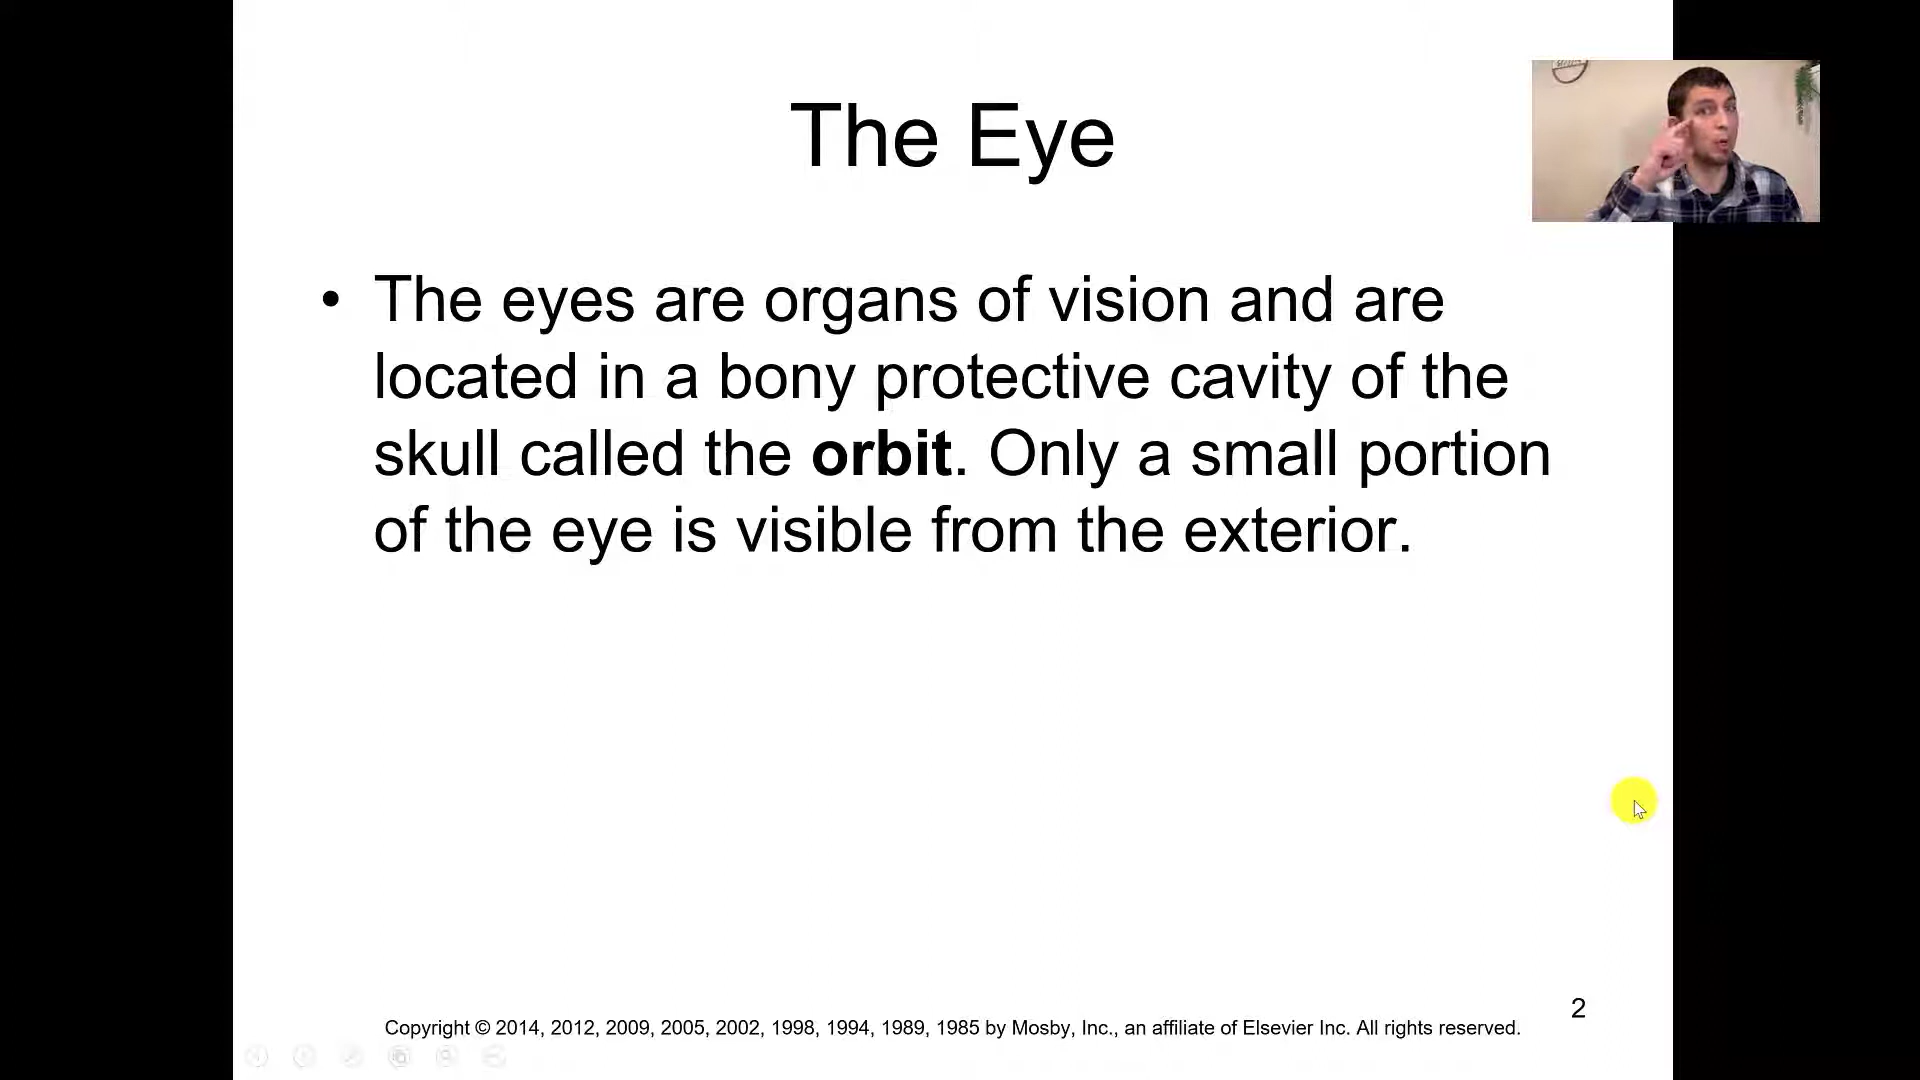 The Eye
• The eyes are organs of vision and are
located in a bony protective cavity of the
skull called the orbit. Only a small portion
of the eye is visible from the exterior.
2
Copyright © 2014, 2012, 2009, 2005, 2002, 1998, 1994, 1989, 1985 by Mosby, Inc., an affiliate of Elsevier Inc. All rights reserved.